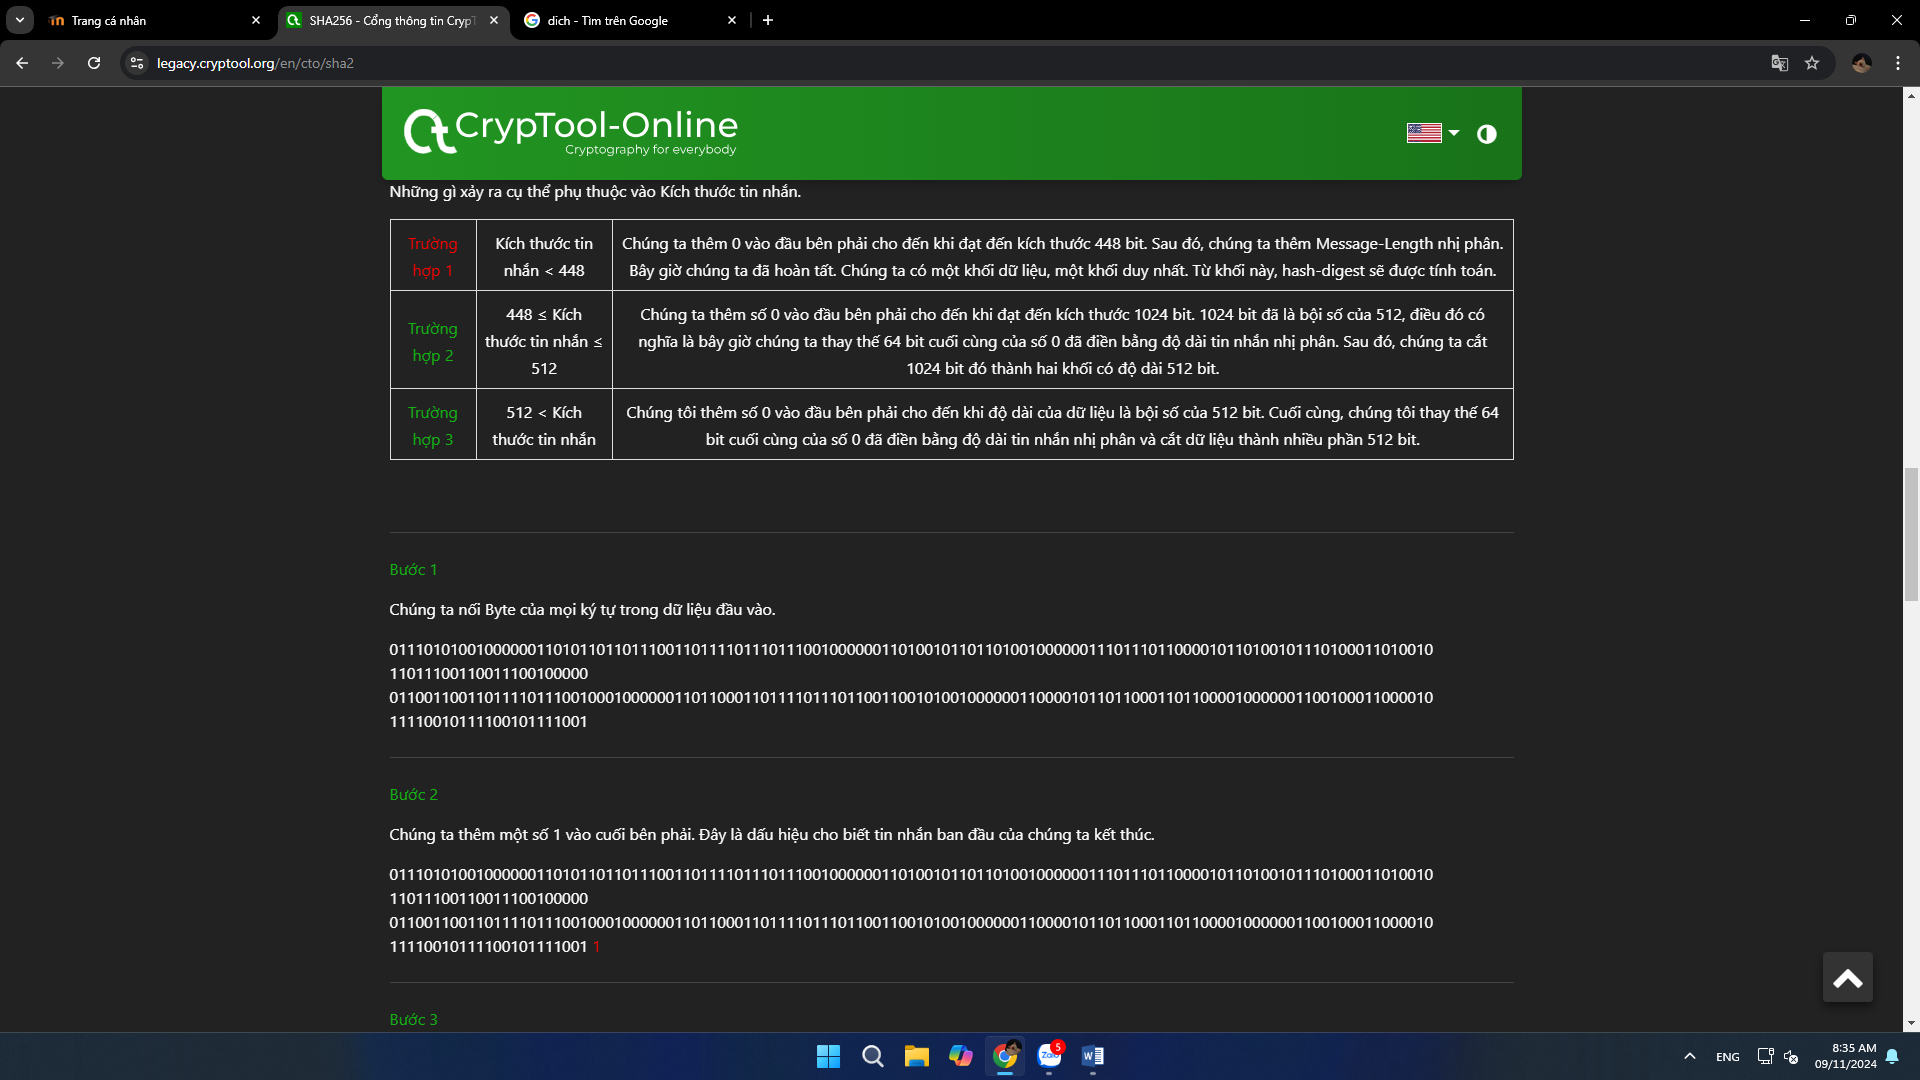 Trang cá nhân
SHA256 - Cổng thông tin CrypT
dich - Tìm trên Google
legacy.cryptool.org/en/cto/sha2
CrypTool-Online
Cryptography for everybody
Những gì xảy ra cụ thể phụ thuộc vào Kích thước tin nhắn.
Trường hợp 1
Kích thước tin nhắn < 448
Chúng ta thêm 0 vào đầu bên phải cho đến khi đạt đến kích thước 448 bit. Sau đó, chúng ta thêm Message-Length nhị phân.
Bây giờ chúng ta đã hoàn tất. Chúng ta có một khối dữ liệu, một khối duy nhất. Từ khối này, hash-digest sẽ được tính toán.
Trường hợp 2
448 ≤ Kích thước tin nhắn ≤ 512
Chúng ta thêm số 0 vào đầu bên phải cho đến khi đạt đến kích thước 1024 bit. 1024 bit đã là bội số của 512, điều đó có
nghĩa là bây giờ chúng ta thay thế 64 bit cuối cùng của số 0 đã điền bằng độ dài tin nhắn nhị phân. Sau đó, chúng ta cắt
1024 bit đó thành hai khối có độ dài 512 bit.
Trường hợp 3
512 < Kích thước tin nhắn
Chúng tôi thêm số 0 vào đầu bên phải cho đến khi độ dài của dữ liệu là bội số của 512 bit. Cuối cùng, chúng tôi thay thế 64
bit cuối cùng của số 0 đã điền bằng độ dài tin nhắn nhị phân và cắt dữ liệu thành nhiều phần 512 bit.
Bước 1
Chúng ta nối Byte của mọi ký tự trong dữ liệu đầu vào.
0111010100100000011010110110111001101111011101110010000001101001011011010010000001110111011000010110100101110100011010010
110111001100111001​00000
0110011001101111011100100010000001101100011011110111011001100101001000000110000101101100011011000010000001100100011000010
1111001011110010​1111001
Bước 2
Chúng ta thêm một số 1 vào cuối bên phải. Đây là dấu hiệu cho biết tin nhắn ban đầu của chúng ta kết thúc.
0111010100100000011010110110111001101111011101110010000001101001011011010010000001110111011000010110100101110100011010010
11011100110011100100000
0110011001101111011100100010000001101100011011110111011001100101001000000110000101101100011011000010000001100100011000010
11110010111100101111001 1
Bước 3
5
Zalo
ENG
8:35 AM
09/11/2024